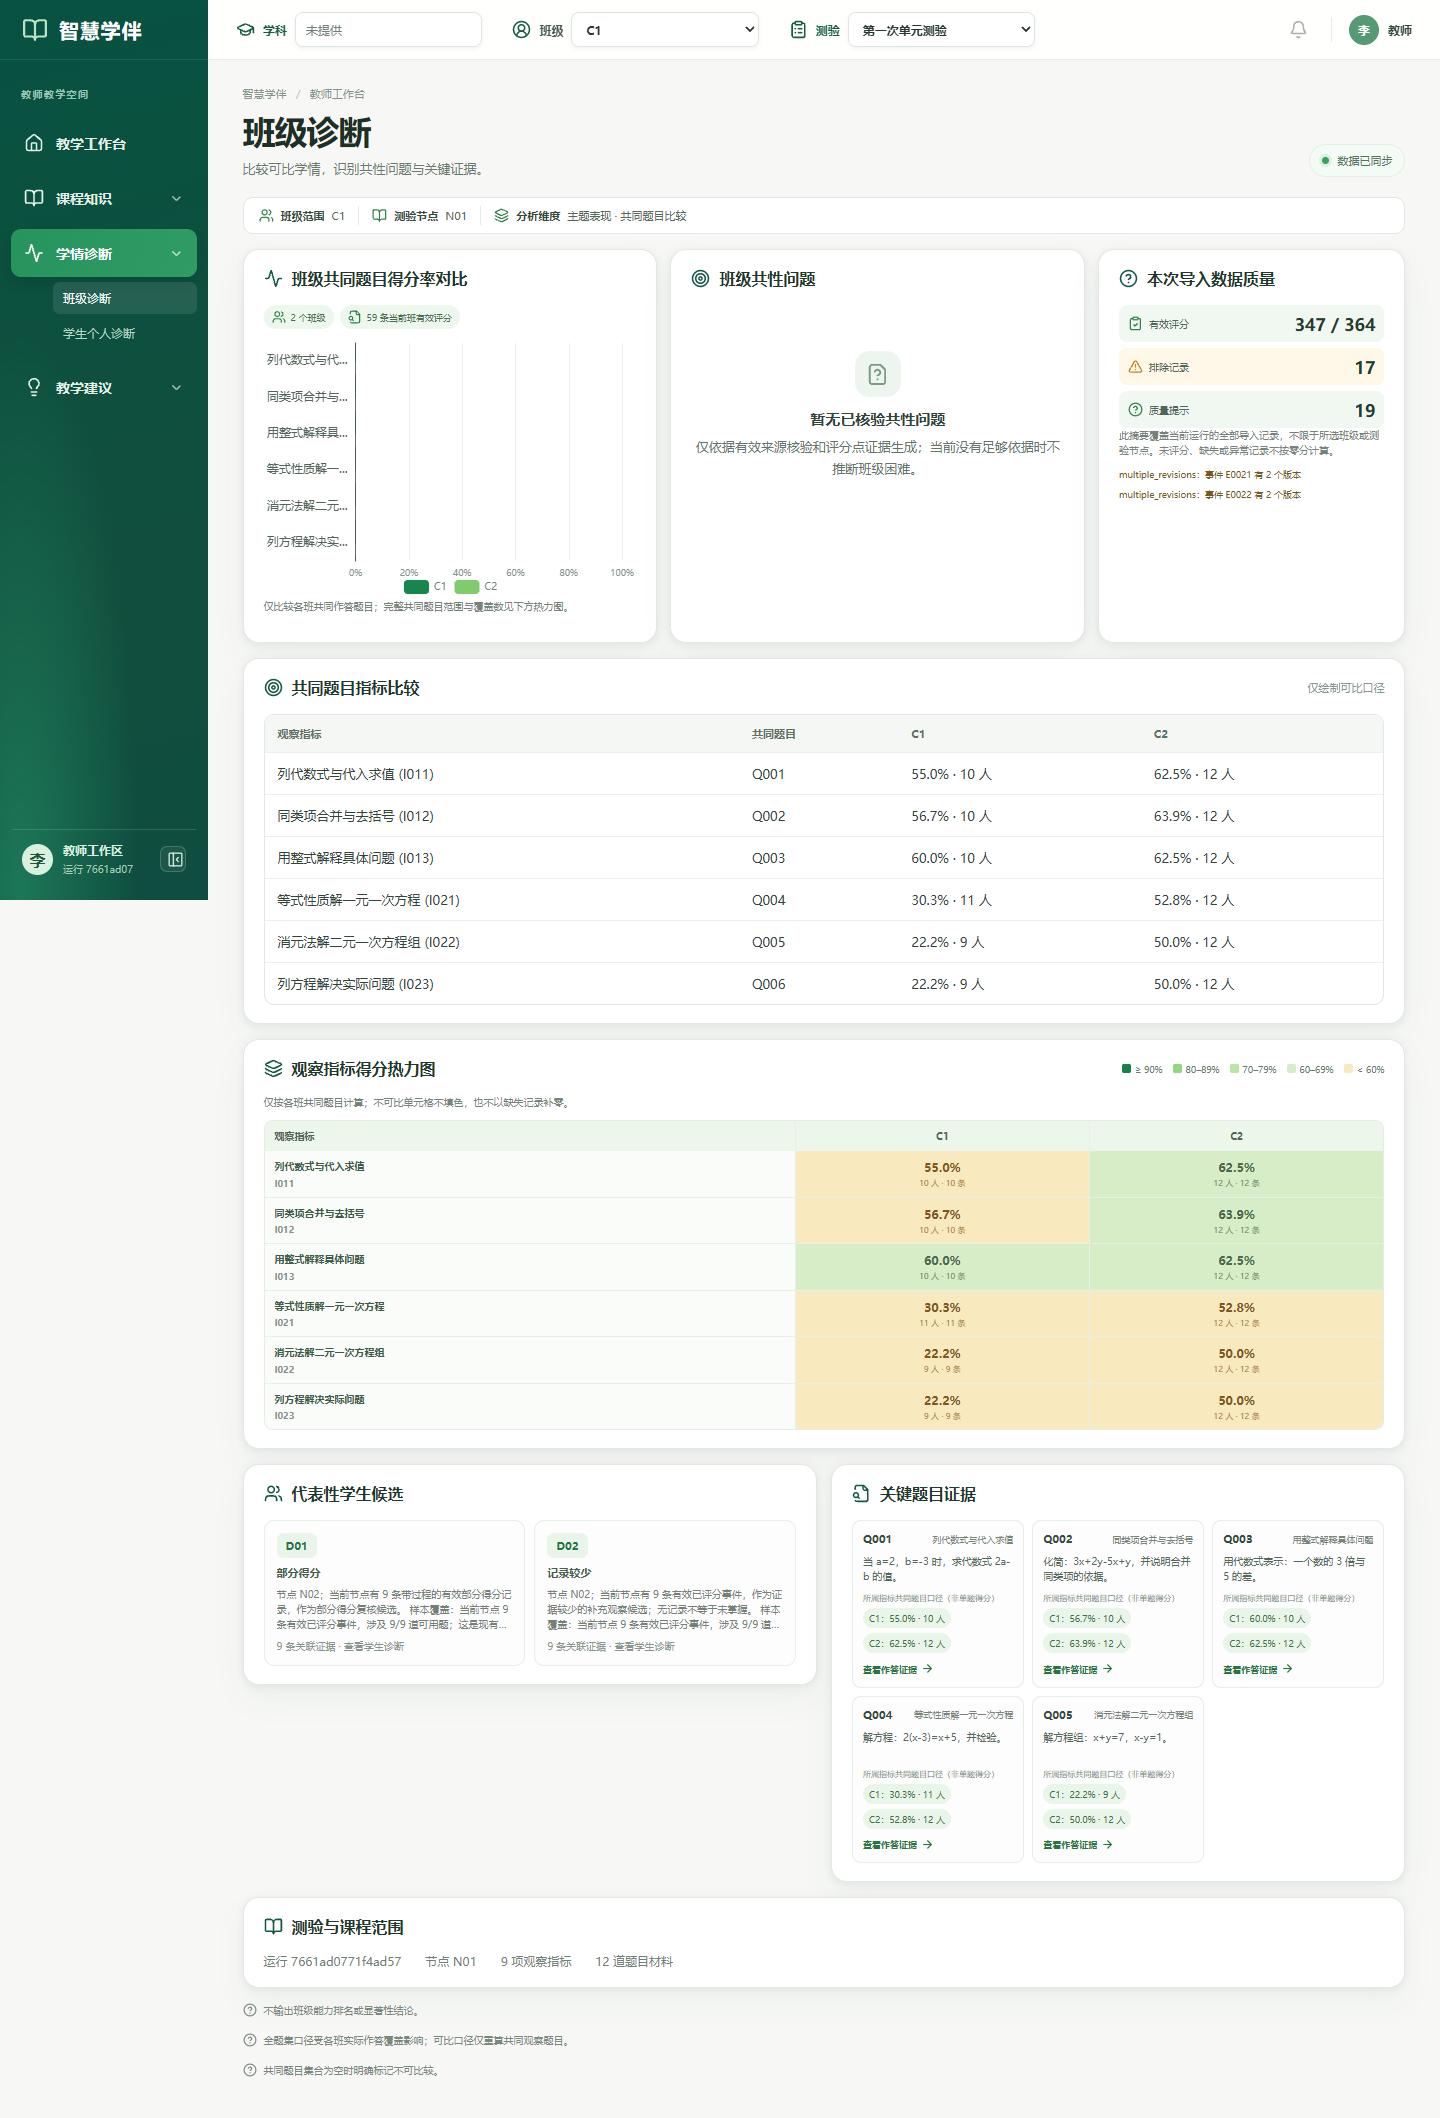 智慧学伴
学科 未提供 班级 C1 测验 第一次单元测验 李 教师
教师教学空间
教学工作台
课程知识
学情诊断
班级诊断
学生个人诊断
教学建议
李 教师工作区
运行 7661ad07
智慧学伴 / 教师工作台
班级诊断
比较可比学情，识别共性问题与关键证据。
数据已同步
班级范围 C1 测验节点 N01 分析维度 主题表现 · 共同题目比较
班级共同题目得分率对比
2 个班级 59 条当前班有效评分
列代数式与代...
同类项合并与...
用整式解释具...
等式性质解一...
消元法解二元...
列方程解决实...
0% 20% 40% 60% 80% 100%
C1 C2
仅比较各班共同作答题目；完整共同题目范围与覆盖数见下方热力图。
班级共性问题
暂无已核验共性问题
仅依据有效来源核验和评分点证据生成；当前没有足够依据时不
推断班级困难。
本次导入数据质量
有效评分 347 / 364
排除记录 17
质量提示 19
此摘要覆盖当前运行的全部导入记录，不限于所选班级或测
验节点。未评分、缺失或异常记录不按零分计算。
multiple_revisions：事件 E0021 有 2 个版本
multiple_revisions：事件 E0022 有 2 个版本
共同题目指标比较 仅绘制可比口径
观察指标 共同题目 C1 C2
列代数式与代入求值 (I011) Q001 55.0% · 10 人 62.5% · 12 人
同类项合并与去括号 (I012) Q002 56.7% · 10 人 63.9% · 12 人
用整式解释具体问题 (I013) Q003 60.0% · 10 人 62.5% · 12 人
等式性质解一元一次方程 (I021) Q004 30.3% · 11 人 52.8% · 12 人
消元法解二元一次方程组 (I022) Q005 22.2% · 9 人 50.0% · 12 人
列方程解决实际问题 (I023) Q006 22.2% · 9 人 50.0% · 12 人
观察指标得分热力图 ≥ 90% 80–89% 70–79% 60–69% < 60%
仅按各班共同题目计算；不可比单元格不填色，也不以缺失记录补零。
观察指标 C1 C2
列代数式与代入求值 55.0% 62.5%
I011 10 人 · 10 条 12 人 · 12 条
同类项合并与去括号 56.7% 63.9%
I012 10 人 · 10 条 12 人 · 12 条
用整式解释具体问题 60.0% 62.5%
I013 10 人 · 10 条 12 人 · 12 条
等式性质解一元一次方程 30.3% 52.8%
I021 11 人 · 11 条 12 人 · 12 条
消元法解二元一次方程组 22.2% 50.0%
I022 9 人 · 9 条 12 人 · 12 条
列方程解决实际问题 22.2% 50.0%
I023 9 人 · 9 条 12 人 · 12 条
代表性学生候选
D01
部分得分
节点 N02；当前节点有 9 条带过程的有效部分得分记
录，作为部分得分复核候选。 样本覆盖：当前节点 9
条有效已评分事件，涉及 9/9 道可用题；这是现有...
9 条关联证据 · 查看学生诊断
D02
记录较少
节点 N02；当前节点有 9 条有效已评分事件，作为证
据较少的补充观察候选；无记录不等于未掌握。 样本
覆盖：当前节点 9 条有效已评分事件，涉及 9/9 道...
9 条关联证据 · 查看学生诊断
关键题目证据
Q001 列代数式与代入求值
当 a=2，b=-3 时，求代数式 2a-
b 的值。
所属指标共同题目口径（非单题得分）
C1：55.0% · 10 人
C2：62.5% · 12 人
查看作答证据 →
Q002 同类项合并与去括号
化简：3x+2y-5x+y，并说明合并
同类项的依据。
所属指标共同题目口径（非单题得分）
C1：56.7% · 10 人
C2：63.9% · 12 人
查看作答证据 →
Q003 用整式解释具体问题
用代数式表示：一个数的 3 倍与
5 的差。
所属指标共同题目口径（非单题得分）
C1：60.0% · 10 人
C2：62.5% · 12 人
查看作答证据 →
Q004 等式性质解一元一次方程
解方程：2(x-3)=x+5，并检验。
所属指标共同题目口径（非单题得分）
C1：30.3% · 11 人
C2：52.8% · 12 人
查看作答证据 →
Q005 消元法解二元一次方程组
解方程组：x+y=7，x-y=1。
所属指标共同题目口径（非单题得分）
C1：22.2% · 9 人
C2：50.0% · 12 人
查看作答证据 →
测验与课程范围
运行 7661ad0771f4ad57 节点 N01 9 项观察指标 12 道题目材料
不输出班级能力排名或显著性结论。
全题集口径受各班实际作答覆盖影响；可比口径仅重算共同观察题目。
共同题目集合为空时明确标记不可比较。